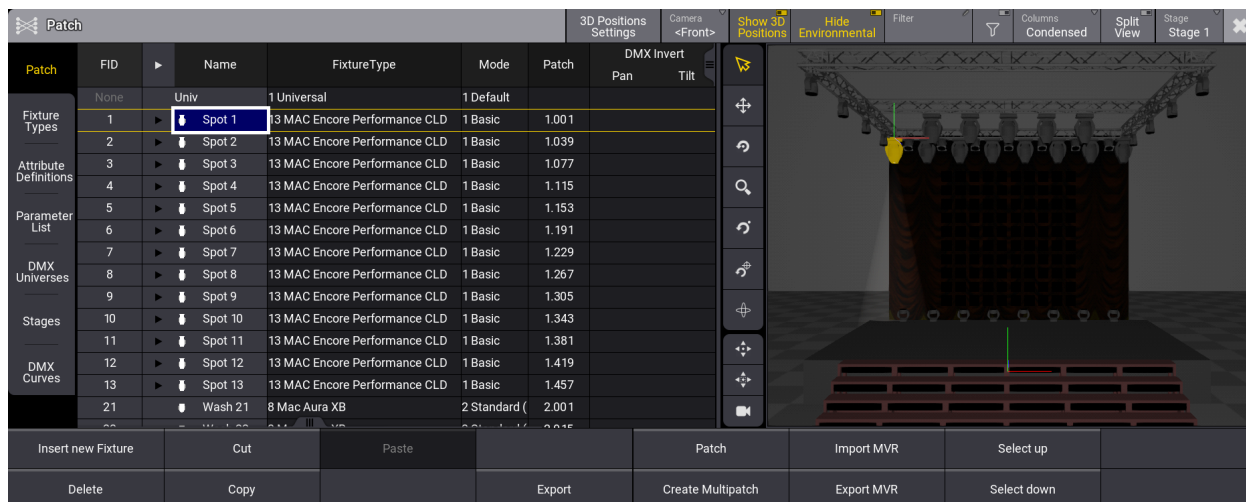 Patch
3D Positions Settings
Camera
<Front>
Show 3D Positions
Hide Environmental
Filter
Columns
Condensed
Split View
Stage
Stage 1
Patch
Fixture Types
Attribute Definitions
Parameter List
DMX Universes
Stages
DMX Curves
FID Name FixtureType Mode Patch DMX Invert
Pan Tilt
None Univ 1 Universal 1 Default
1 Spot 1 13 MAC Encore Performance CLD 1 Basic 1.001
2 Spot 2 13 MAC Encore Performance CLD 1 Basic 1.039
3 Spot 3 13 MAC Encore Performance CLD 1 Basic 1.077
4 Spot 4 13 MAC Encore Performance CLD 1 Basic 1.115
5 Spot 5 13 MAC Encore Performance CLD 1 Basic 1.153
6 Spot 6 13 MAC Encore Performance CLD 1 Basic 1.191
7 Spot 7 13 MAC Encore Performance CLD 1 Basic 1.229
8 Spot 8 13 MAC Encore Performance CLD 1 Basic 1.267
9 Spot 9 13 MAC Encore Performance CLD 1 Basic 1.305
10 Spot 10 13 MAC Encore Performance CLD 1 Basic 1.343
11 Spot 11 13 MAC Encore Performance CLD 1 Basic 1.381
12 Spot 12 13 MAC Encore Performance CLD 1 Basic 1.419
13 Spot 13 13 MAC Encore Performance CLD 1 Basic 1.457
21 Wash 21 8 Mac Aura XB 2 Standard ( 2.001
Insert new Fixture Cut Paste Patch Import MVR Select up
Delete Copy Export Create Multipatch Export MVR Select down